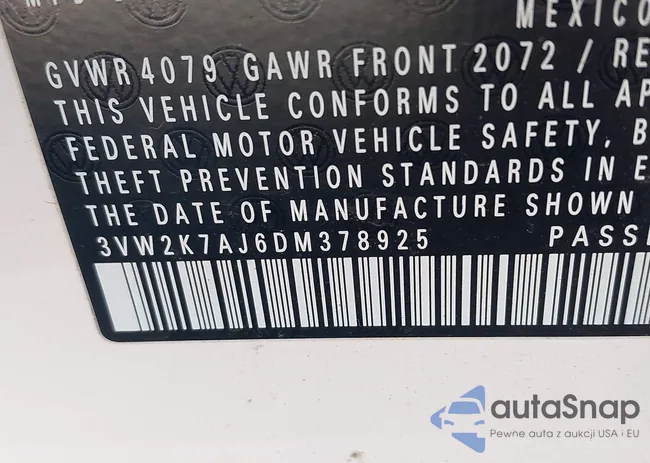 MEXICO
GVWR 4079 GAWR FRONT 2072 / RE
THIS VEHICLE CONFORMS TO ALL AP
FEDERAL MOTOR VEHICLE SAFETY, B
THEFT PREVENTION STANDARDS IN E
THE DATE OF MANUFACTURE SHOWN
3VW2K7AJ6DM378925 PASSE
autaSnap
Pewne auta z aukcji USA i EU